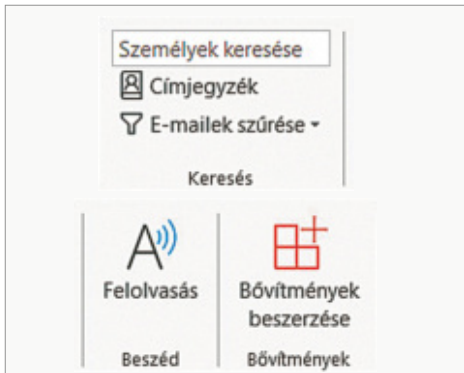 Személyek keresése
Címjegyzék
E-mailek szűrése
Keresés
Felolvasás
Bővítmények
beszerzése
Beszéd
Bővítmények